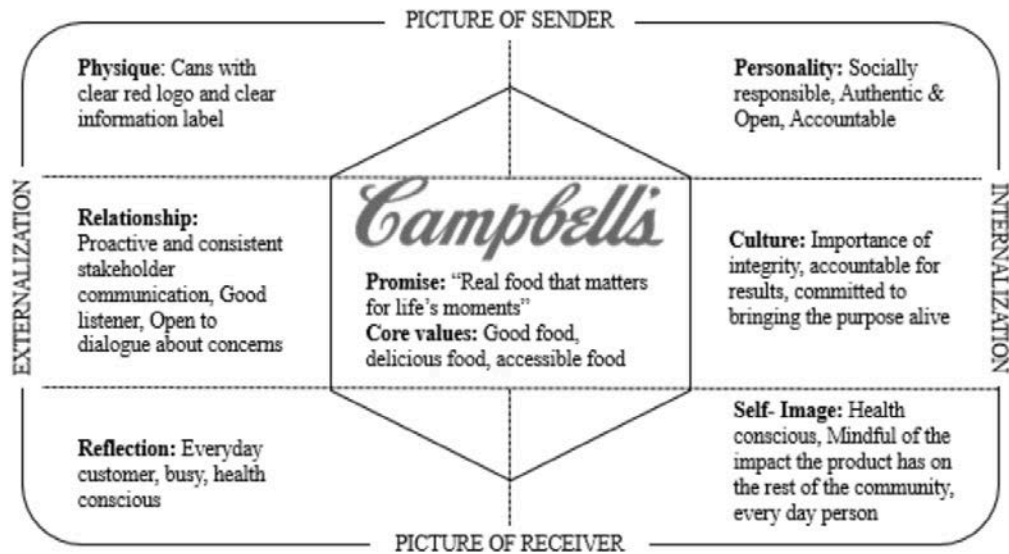 PICTURE OF SENDER
Physique: Cans with
clear red logo and clear
information label
Personality: Socially
responsible, Authentic &
Open, Accountable
EXTERNALIZATION
Relationship:
Proactive and consistent
stakeholder
communication, Good
listener, Open to
dialogue about concerns
Campbell's
Promise: “Real food that matters
for life’s moments”
Core values: Good food,
delicious food, accessible food
Culture: Importance of
integrity, accountable for
results, committed to
bringing the purpose alive
INTERNALIZATION
Reflection: Everyday
customer, busy, health
conscious
Self- Image: Health
conscious, Mindful of the
impact the product has on
the rest of the community,
every day person
PICTURE OF RECEIVER